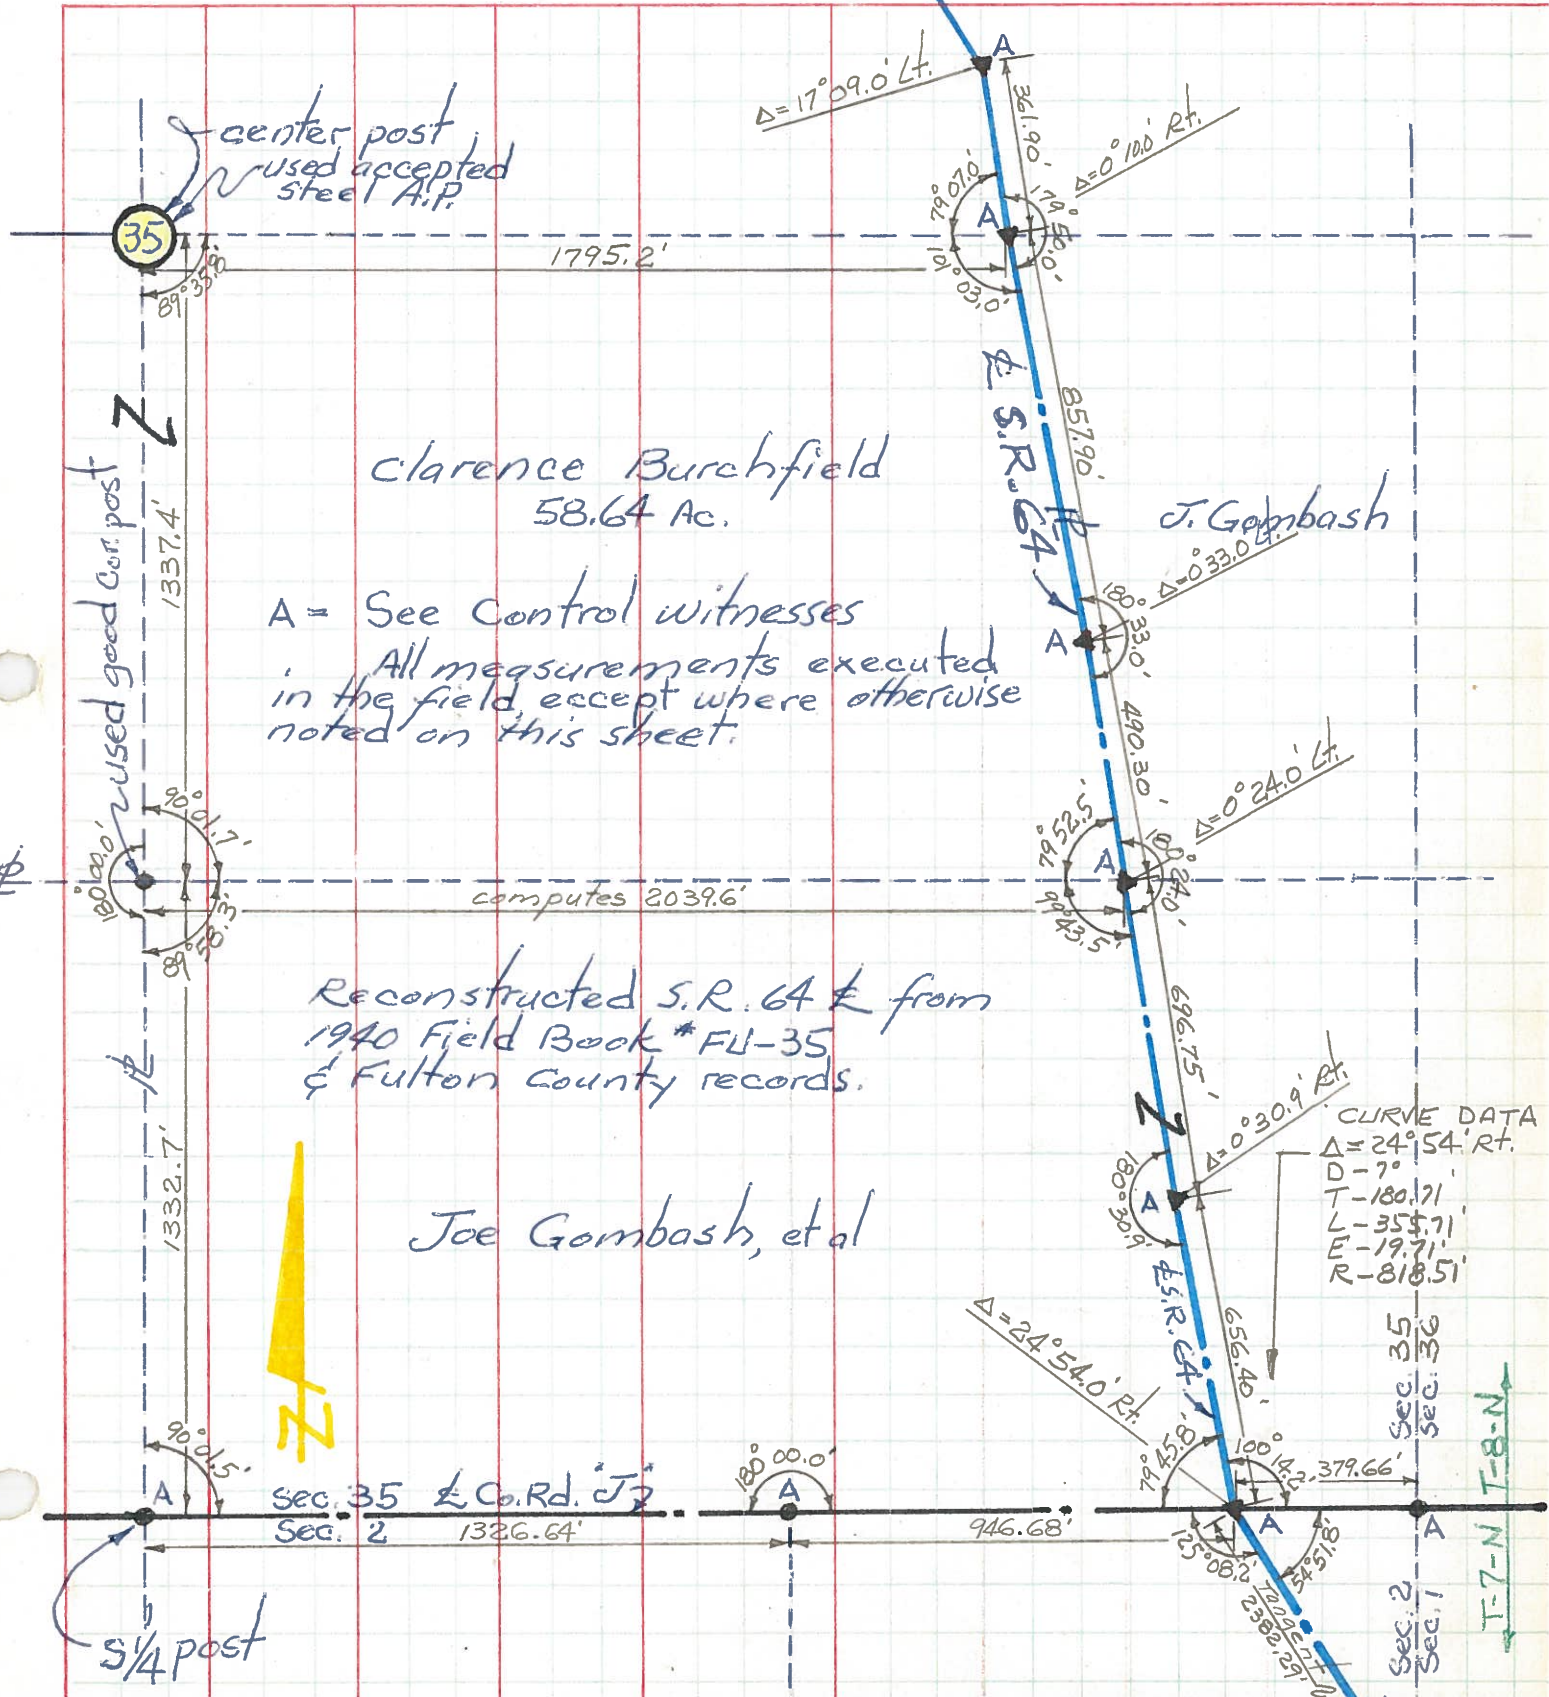 A
Δ=17°09.0' Lt.
361.90'
Δ=0°10.0' Rt.
center post
used accepted
steel A.P.
35
89°35.9'
1795.2'
79°07.0'
A
179°50.0'
101°03.0'
℄ S.R. 64
857.90'
Clarence Burchfield
58.64 Ac.
J. Gombash
Δ=0°33.0' Lt.
180°33.0'
A
used good Cor. post
1337.4'
A = See Control witnesses
All measurements executed
in the field, except where otherwise
noted on this sheet.
490.30'
Δ=0°24.0' Lt.
90°01.7'
180°00.0'
89°58.3'
computes 2039.6'
79°52.5'
A
180°24.0'
99°43.5'
Reconstructed S.R. 64 ℄ from
1940 Field Book #FU-35
& Fulton County records.
696.75'
Δ=0°30.9' Rt.
A
180°30.9'
CURVE DATA
Δ=24°54' Rt.
D-7°
T-180.71'
L-355.71'
E-19.71'
R-818.51'
1332.7'
Joe Gombash, et al
℄ S.R. 64
656.40'
Δ=24°54.0' Rt.
Sec. 35
Sec. 36
T-8-N
T-7-N
N
90°01.5'
A
Sec. 35 ℄ Co. Rd. "J"
Sec. 2
1326.64'
180°00.0'
A
946.68'
79°45.8'
100°14.2'
379.66'
A
A
125°08.2'
54°51.8'
Tangent
2382.29'
Sec. 2
Sec. 1
S 1/4 post